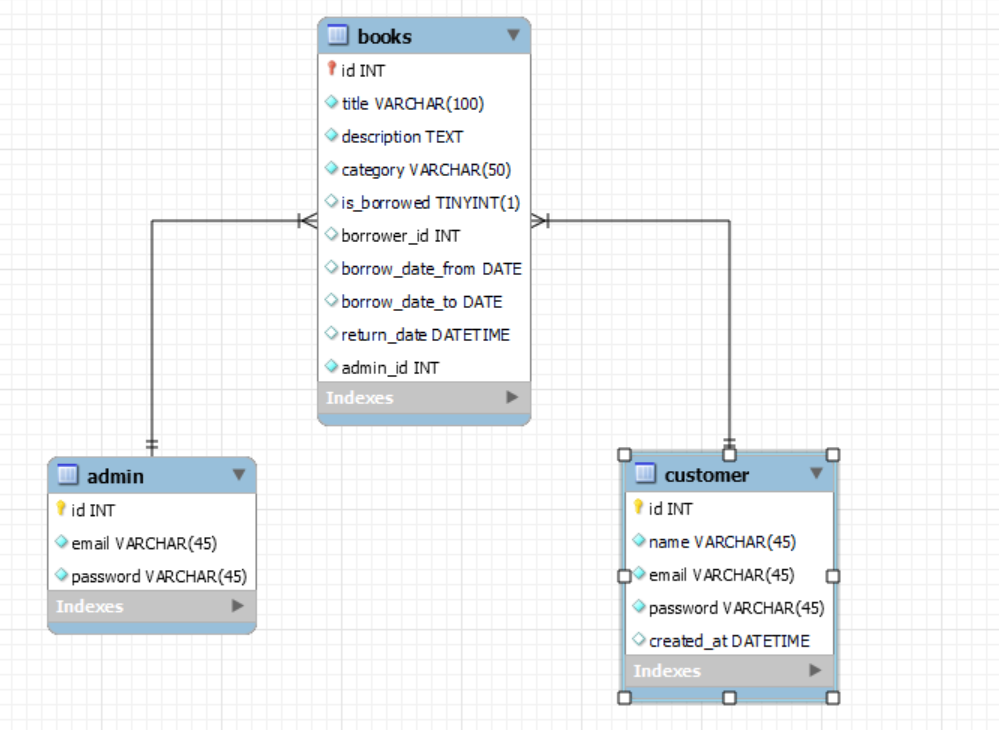 books
id INT
title VARCHAR(100)
description TEXT
category VARCHAR(50)
is_borrowed TINYINT(1)
borrower_id INT
borrow_date_from DATE
borrow_date_to DATE
return_date DATETIME
admin_id INT
Indexes
admin
id INT
email VARCHAR(45)
password VARCHAR(45)
Indexes
customer
id INT
name VARCHAR(45)
email VARCHAR(45)
password VARCHAR(45)
created_at DATETIME
Indexes